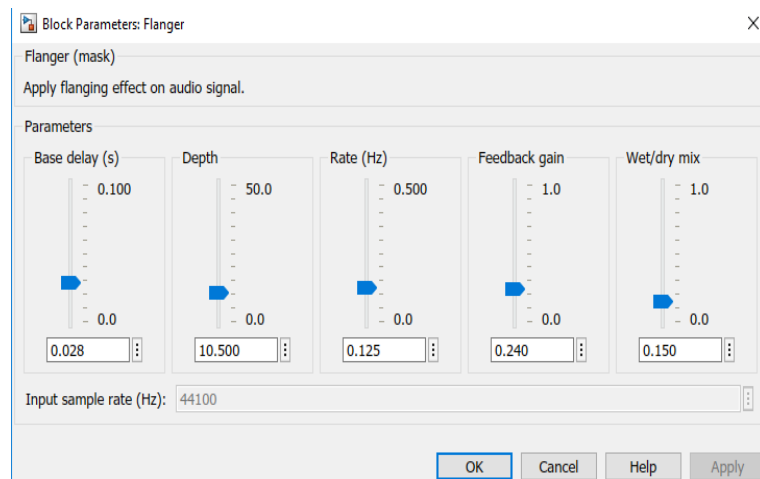 Block Parameters: Flanger
X
Flanger (mask)
Apply flanging effect on audio signal.
Parameters
Base delay (s)
0.100
0.0
0.028
Depth
50.0
0.0
10.500
Rate (Hz)
0.500
0.0
0.125
Feedback gain
1.0
0.0
0.240
Wet/dry mix
1.0
0.0
0.150
Input sample rate (Hz): 44100
OK Cancel Help Apply